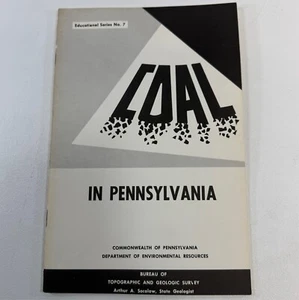 Educational Series No. 7
COAL
IN PENNSYLVANIA
COMMONWEALTH OF PENNSYLVANIA
DEPARTMENT OF ENVIRONMENTAL RESOURCES
BUREAU OF
TOPOGRAPHIC AND GEOLOGIC SURVEY
Arthur A. Socolow, State Geologist